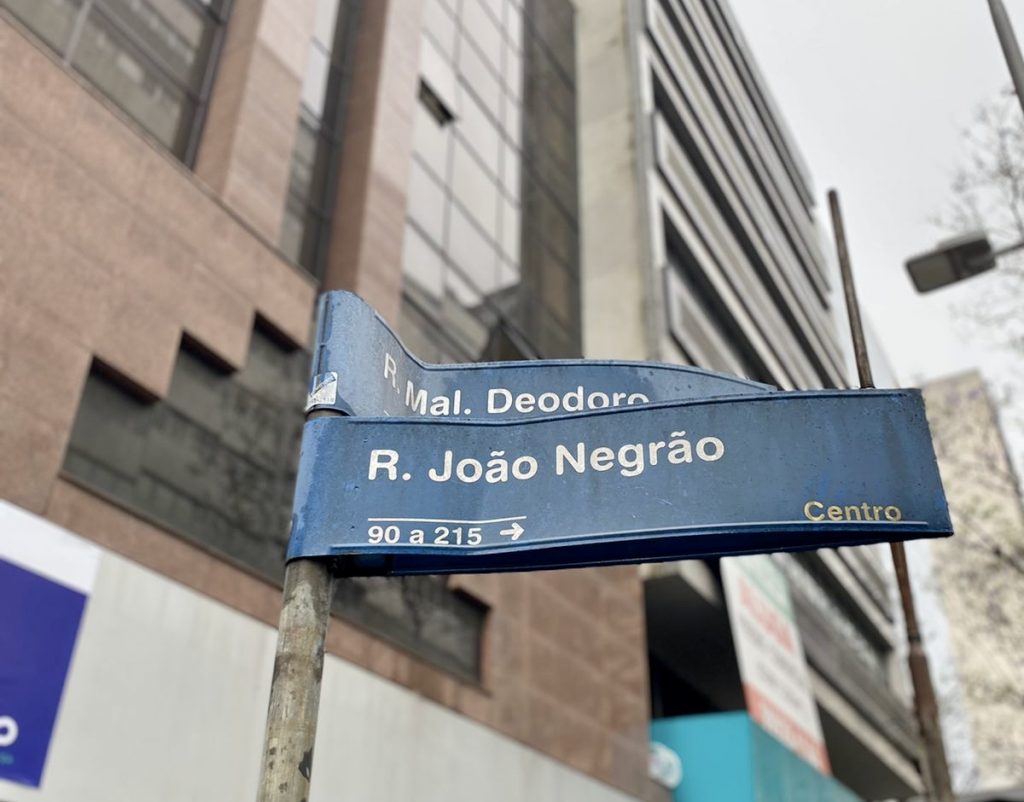 R. Mal. Deodoro
R. João Negrão
90 a 215 →
Centro